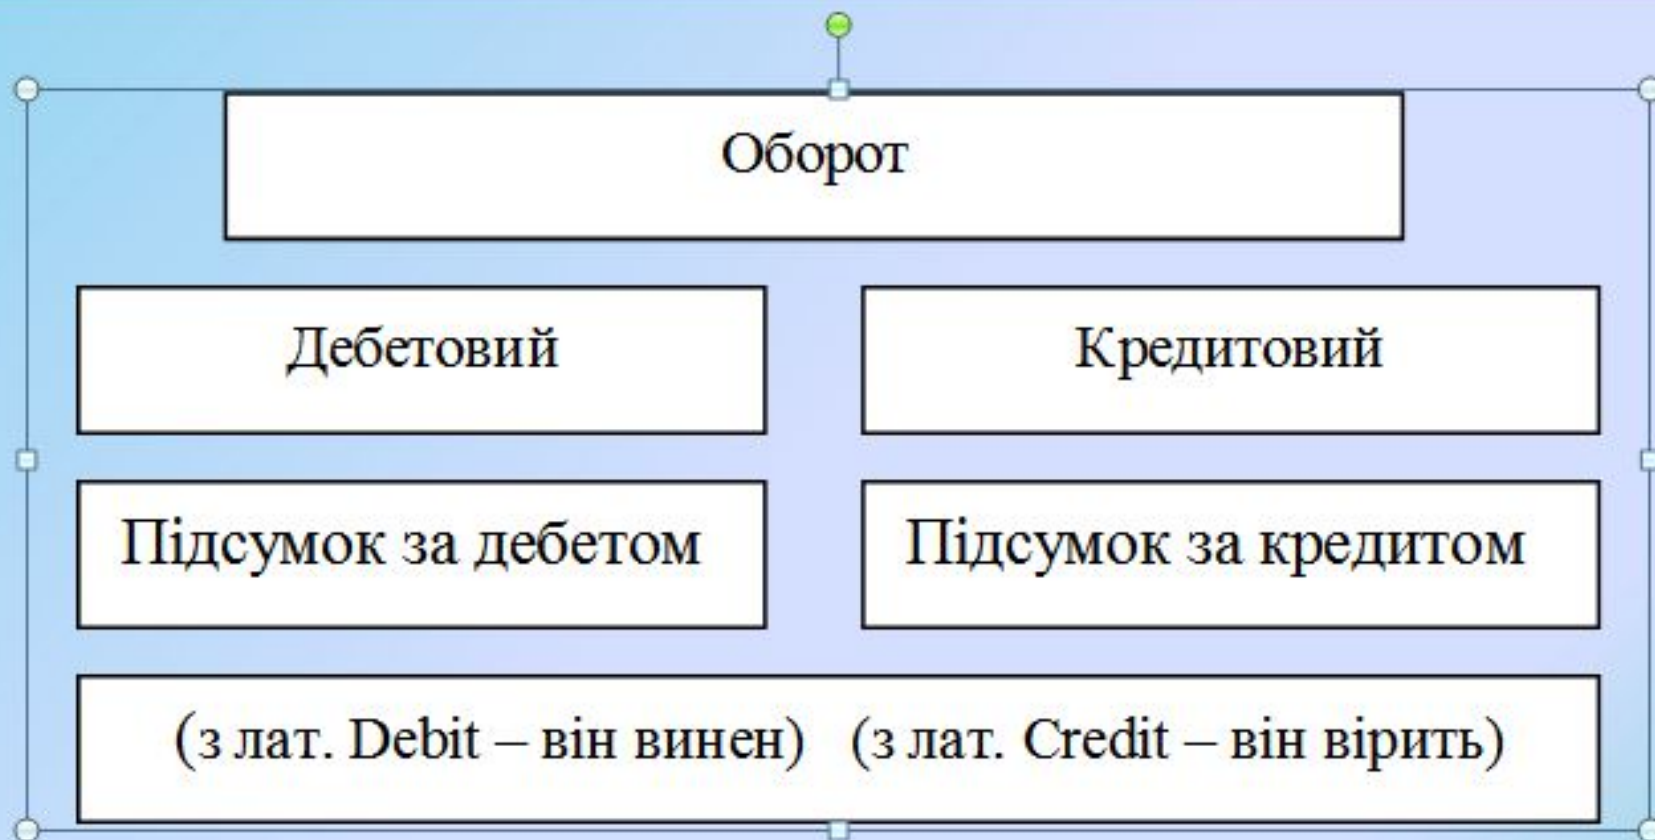 Оборот
Дебетовий
Кредитовий
Підсумок за дебетом
Підсумок за кредитом
(з лат. Debit – він винен) (з лат. Credit – він вірить)